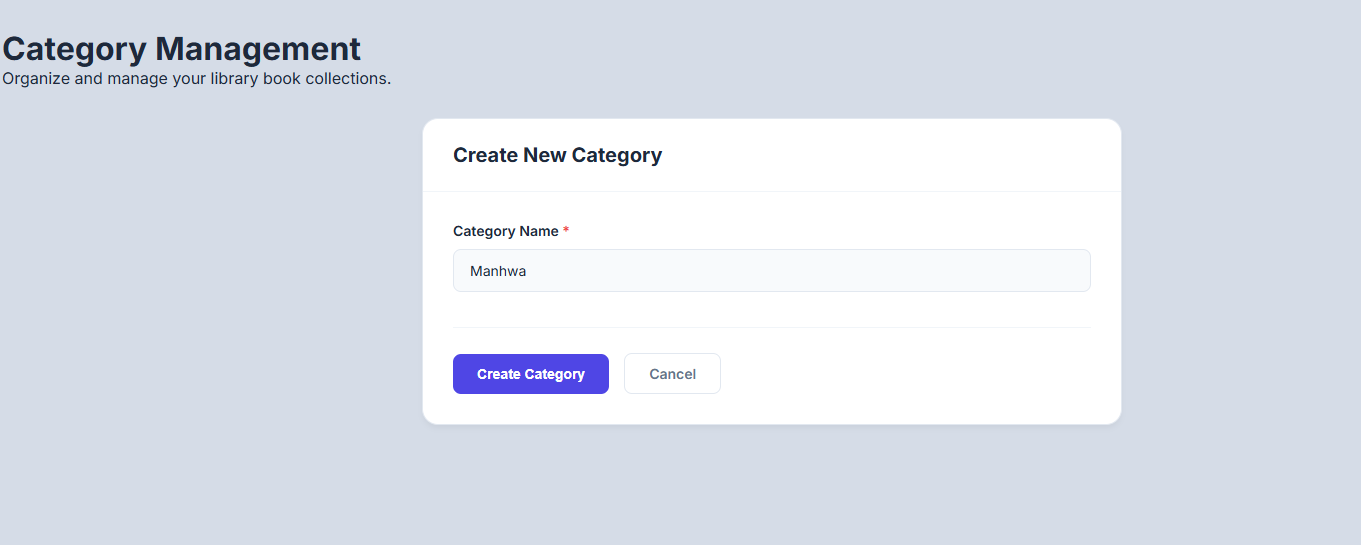 Category Management
Organize and manage your library book collections.
Create New Category
Category Name *
Manhwa
Create Category
Cancel